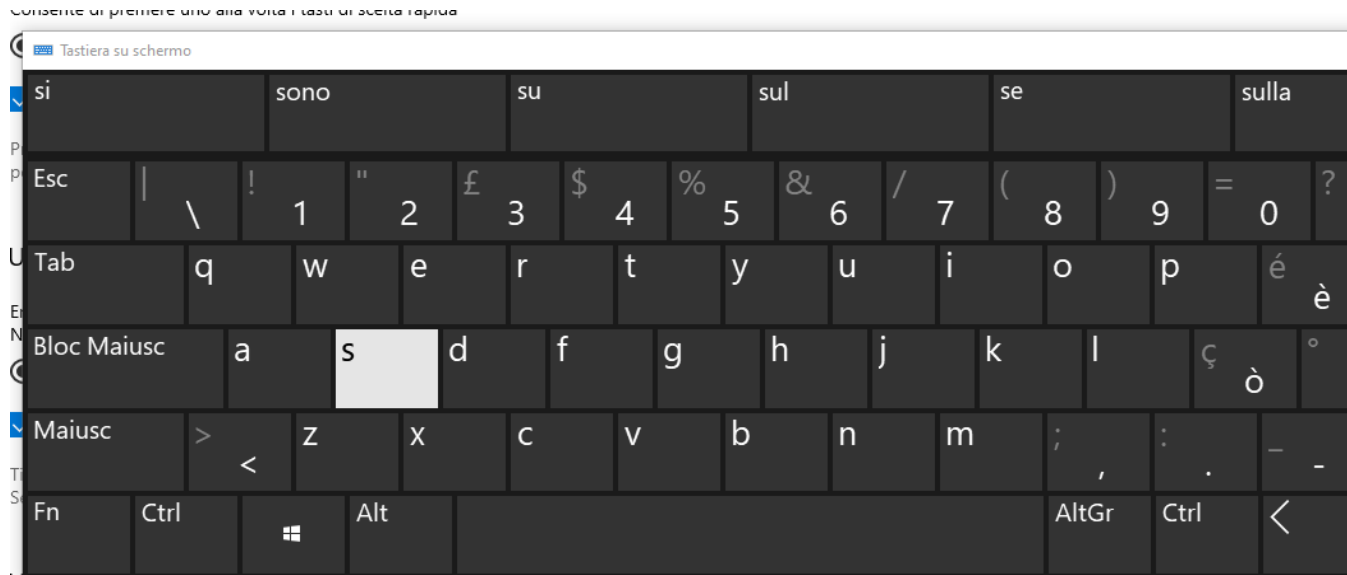 Consente di premere uno alla volta i tasti di scelta rapida
Tastiera su schermo
si sono su sul se sulla
Esc | \ ! 1 " 2 £ 3 $ 4 % 5 & 6 / 7 ( 8 ) 9 = 0 ?
Tab q w e r t y u i o p é è
Bloc Maiusc a s d f g h j k l ç ò °
Maiusc > < z x c v b n m ; , : . _ -
Fn Ctrl Alt AltGr Ctrl